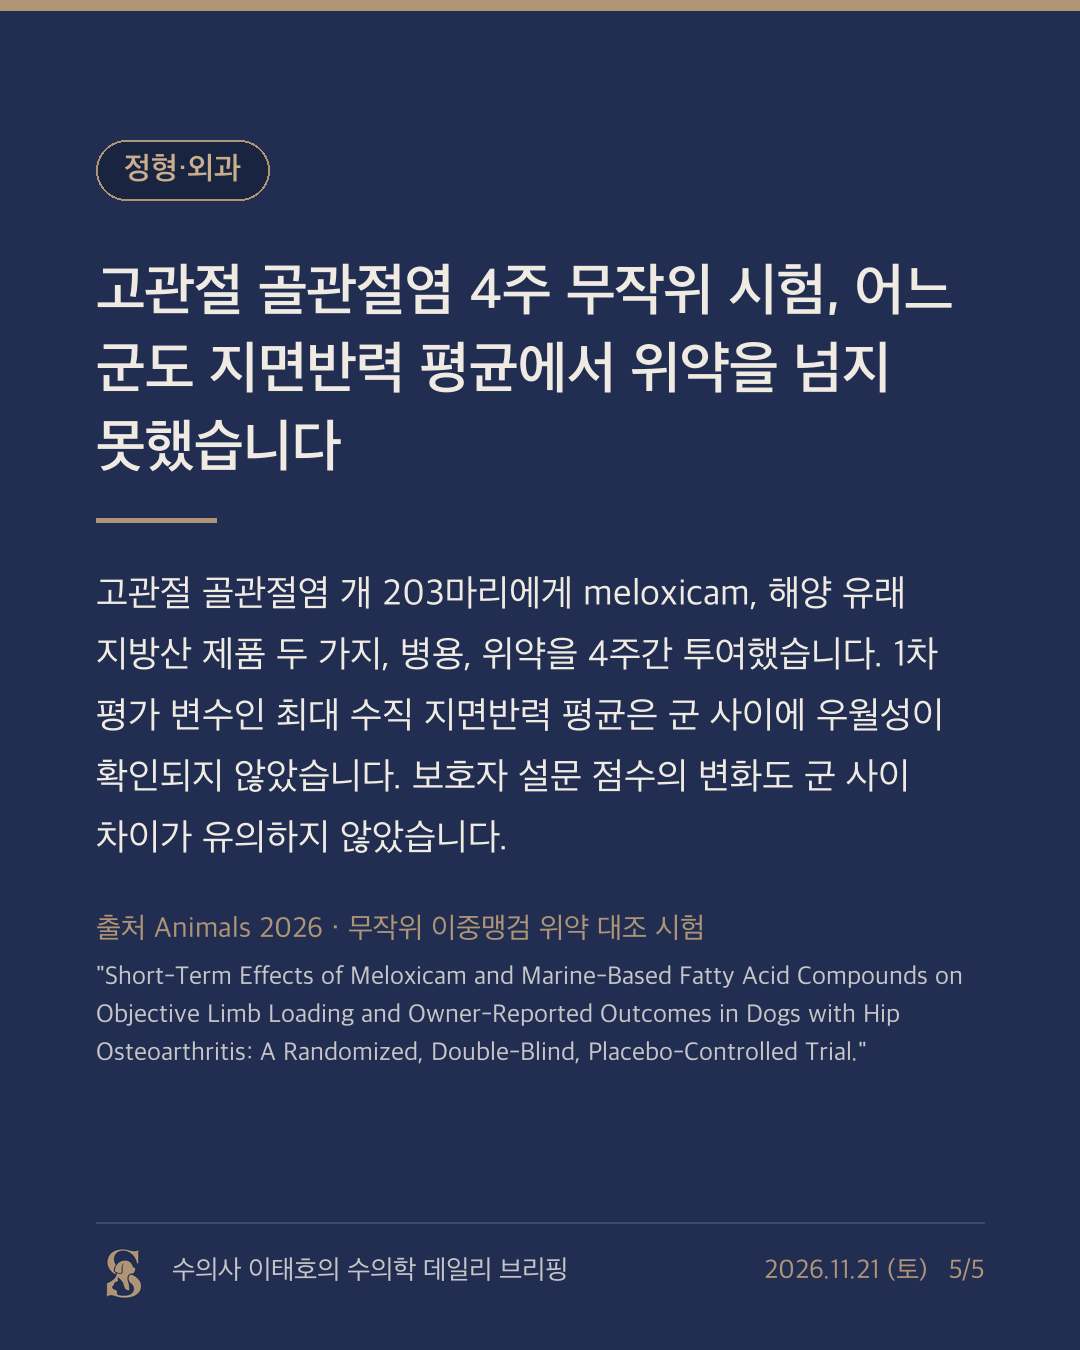 정형·외과
고관절 골관절염 4주 무작위 시험, 어느
군도 지면반력 평균에서 위약을 넘지
못했습니다
고관절 골관절염 개 203마리에게 meloxicam, 해양 유래
지방산 제품 두 가지, 병용, 위약을 4주간 투여했습니다. 1차
평가 변수인 최대 수직 지면반력 평균은 군 사이에 우월성이
확인되지 않았습니다. 보호자 설문 점수의 변화도 군 사이
차이가 유의하지 않았습니다.
출처 Animals 2026 · 무작위 이중맹검 위약 대조 시험
"Short-Term Effects of Meloxicam and Marine-Based Fatty Acid Compounds on
Objective Limb Loading and Owner-Reported Outcomes in Dogs with Hip
Osteoarthritis: A Randomized, Double-Blind, Placebo-Controlled Trial."
S 수의사 이태호의 수의학 데일리 브리핑 2026.11.21 (토) 5/5